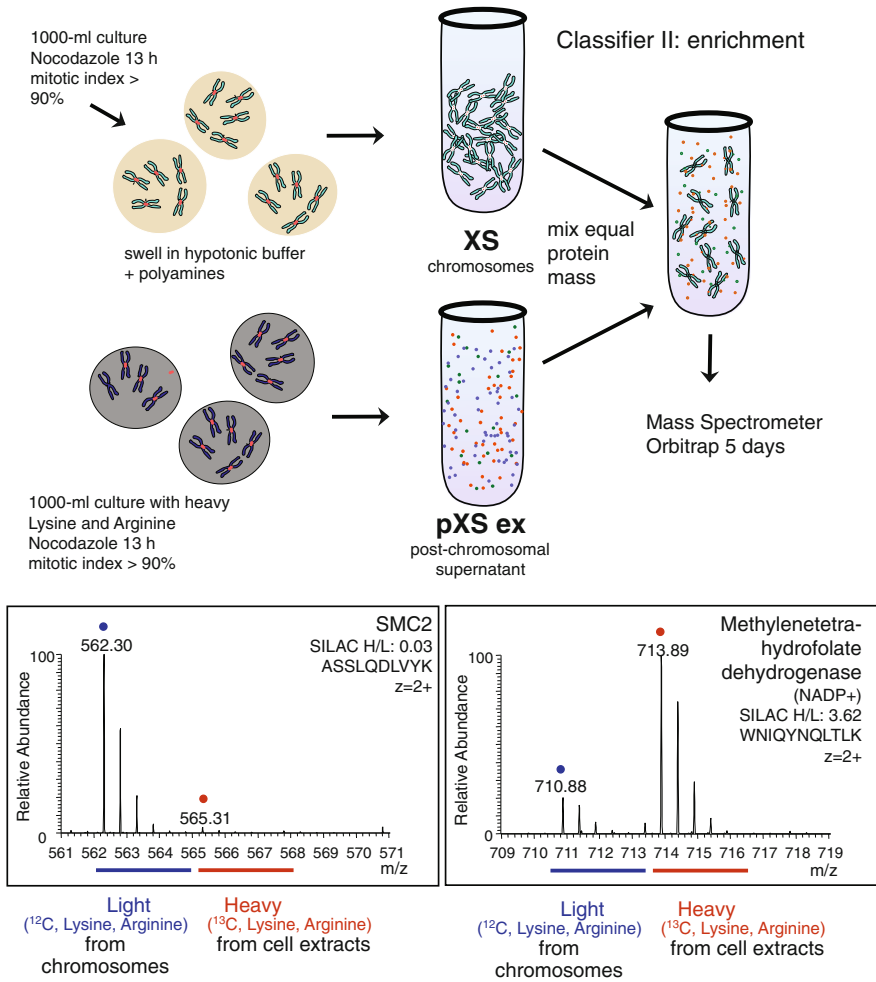 1000-ml culture
Nocodazole 13 h
mitotic index >
90%
Classifier II: enrichment
swell in hypotonic buffer
+ polyamines
XS
chromosomes
mix equal
protein
mass
1000-ml culture with heavy
Lysine and Arginine
Nocodazole 13 h
mitotic index > 90%
pXS ex
post-chromosomal
supernatant
Mass Spectrometer
Orbitrap 5 days
SMC2
SILAC H/L: 0.03
ASSLQDLVYK
z=2+
562.30
565.31
100
0
Relative Abundance
561 562 563 564 565 566 567 568 569 570 571
m/z
Methylenetetra-
hydrofolate
dehydrogenase
(NADP+)
SILAC H/L: 3.62
WNIQYNQLTLK
z=2+
713.89
710.88
100
0
Relative Abundance
709 710 711 712 713 714 715 716 717 718 719
m/z
Light
(¹²C, Lysine, Arginine)
from
chromosomes
Heavy
(¹³C, Lysine, Arginine)
from cell extracts
Light
(¹²C, Lysine, Arginine)
from
chromosomes
Heavy
(¹³C, Lysine, Arginine)
from cell extracts